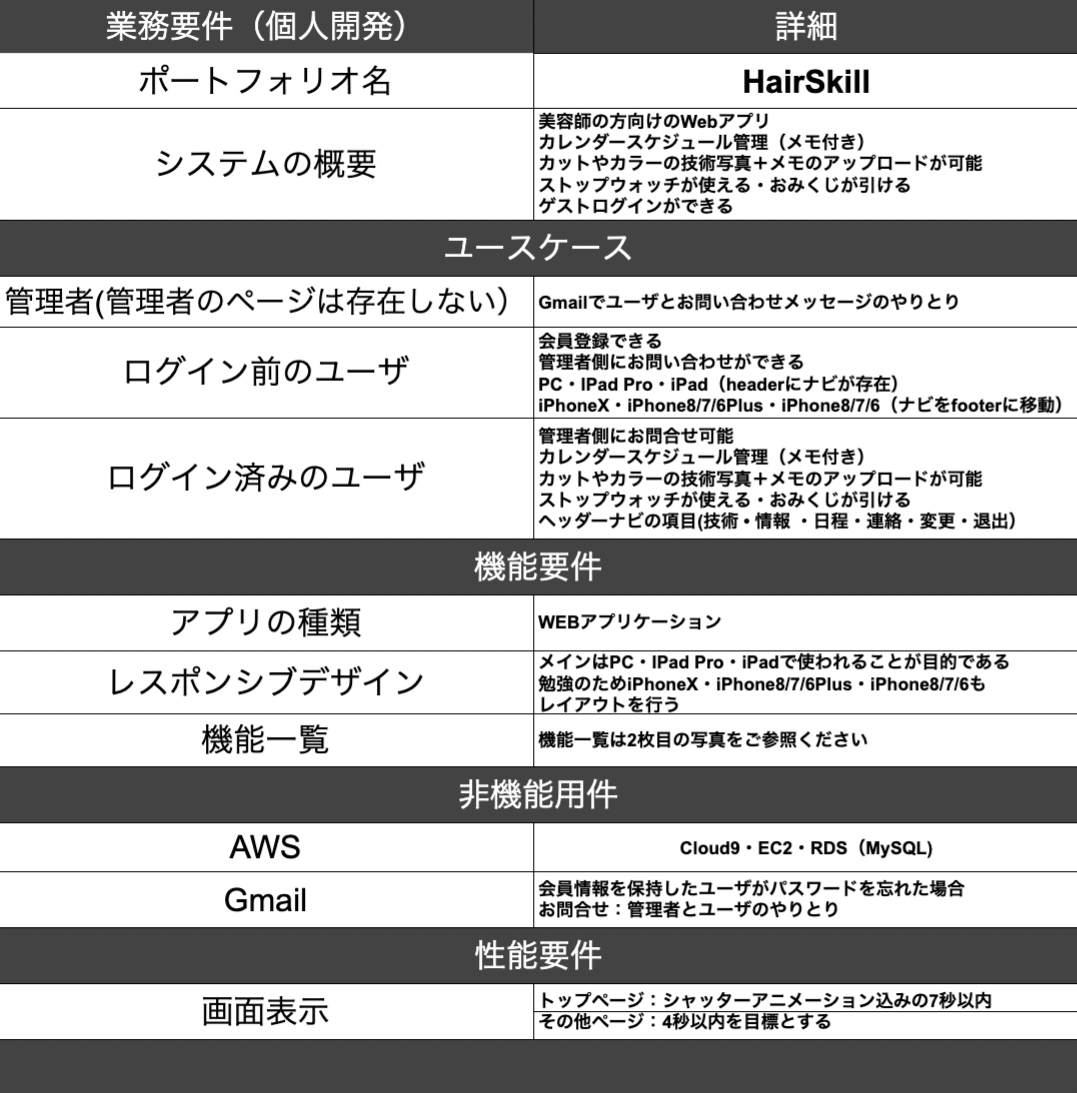 業務要件（個人開発）
詳細
ポートフォリオ名
HairSkill
システムの概要
美容師の方向けのWebアプリ
カレンダースケジュール管理（メモ付き）
カットやカラーの技術写真＋メモのアップロードが可能
ストップウォッチが使える・おみくじが引ける
ゲストログインができる
ユースケース
管理者(管理者のページは存在しない）
Gmailでユーザとお問い合わせメッセージのやりとり
ログイン前のユーザ
会員登録できる
管理者側にお問い合わせができる
PC・IPad Pro・iPad（headerにナビが存在）
iPhoneX・iPhone8/7/6Plus・iPhone8/7/6（ナビをfooterに移動）
ログイン済みのユーザ
管理者側にお問合せ可能
カレンダースケジュール管理（メモ付き）
カットやカラーの技術写真＋メモのアップロードが可能
ストップウォッチが使える・おみくじが引ける
ヘッダーナビの項目(技術・情報 ・日程・連絡・変更・退出）
機能要件
アプリの種類
WEBアプリケーション
レスポンシブデザイン
メインはPC・IPad Pro・iPadで使われることが目的である
勉強のためiPhoneX・iPhone8/7/6Plus・iPhone8/7/6も
レイアウトを行う
機能一覧
機能一覧は2枚目の写真をご参照ください
非機能用件
AWS
Cloud9・EC2・RDS（MySQL)
Gmail
会員情報を保持したユーザがパスワードを忘れた場合
お問合せ：管理者とユーザのやりとり
性能要件
画面表示
トップページ：シャッターアニメーション込みの7秒以内
その他ページ：4秒以内を目標とする